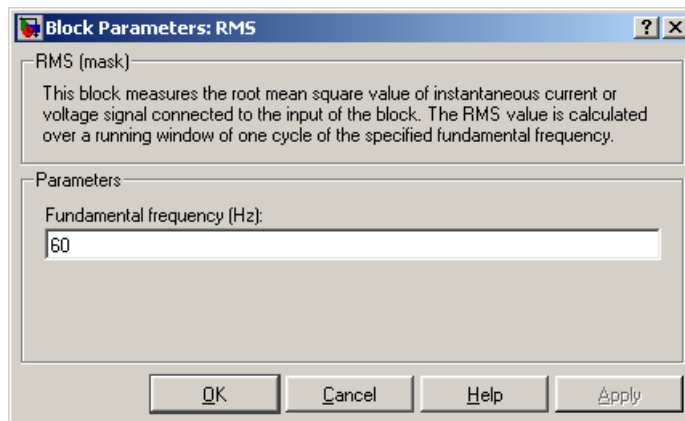 Block Parameters: RMS
RMS (mask)
This block measures the root mean square value of instantaneous current or
voltage signal connected to the input of the block. The RMS value is calculated
over a running window of one cycle of the specified fundamental frequency.
Parameters
Fundamental frequency (Hz):
60
OK Cancel Help Apply